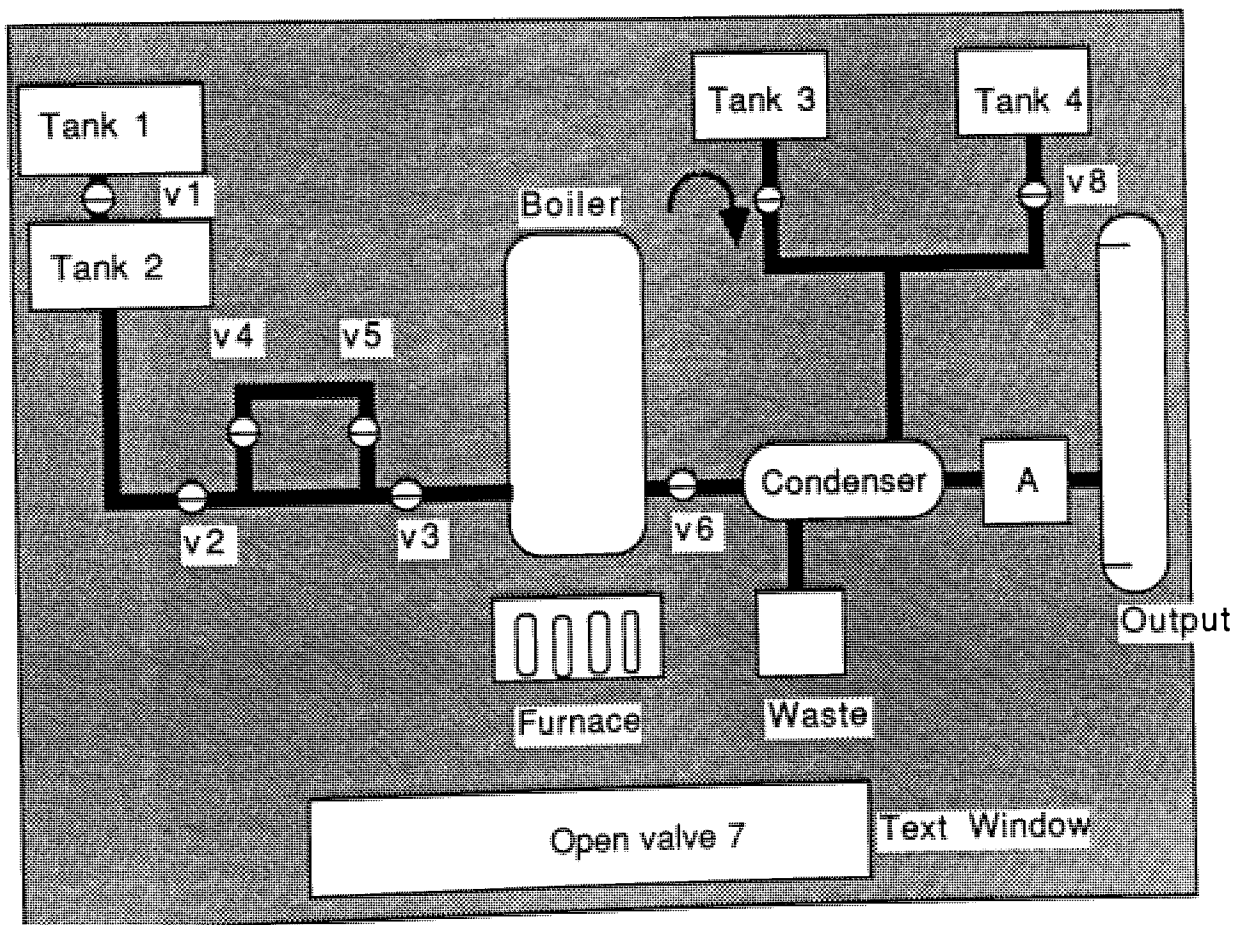 Tank 1
v1
Tank 2
v4
v5
v2
v3
Boiler
Furnace
Tank 3
Tank 4
v8
v6
Condenser
A
Waste
Output
Open valve 7
Text Window